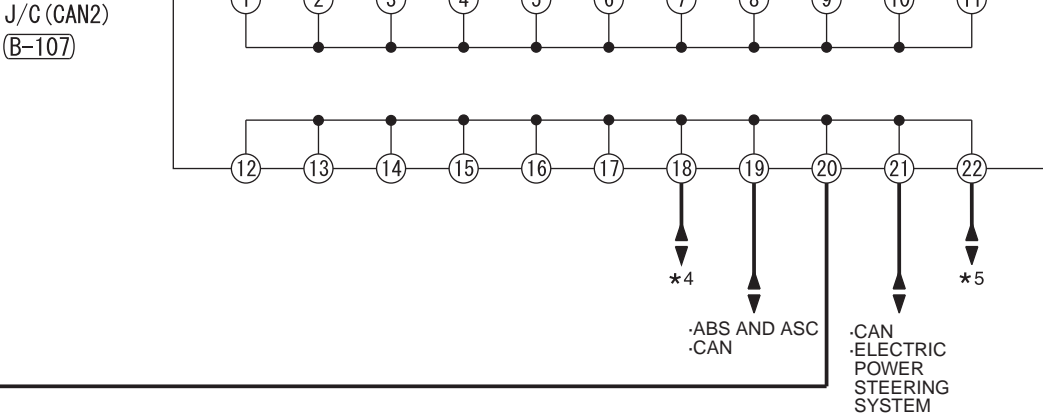 1 2 3 4 5 6 7 8 9 10 11
J/C(CAN2)
B-107
12 13 14 15 16 17 18 19 20 21 22
*4
*5
·ABS AND ASC
·CAN
·CAN
·ELECTRIC
POWER
STEERING
SYSTEM